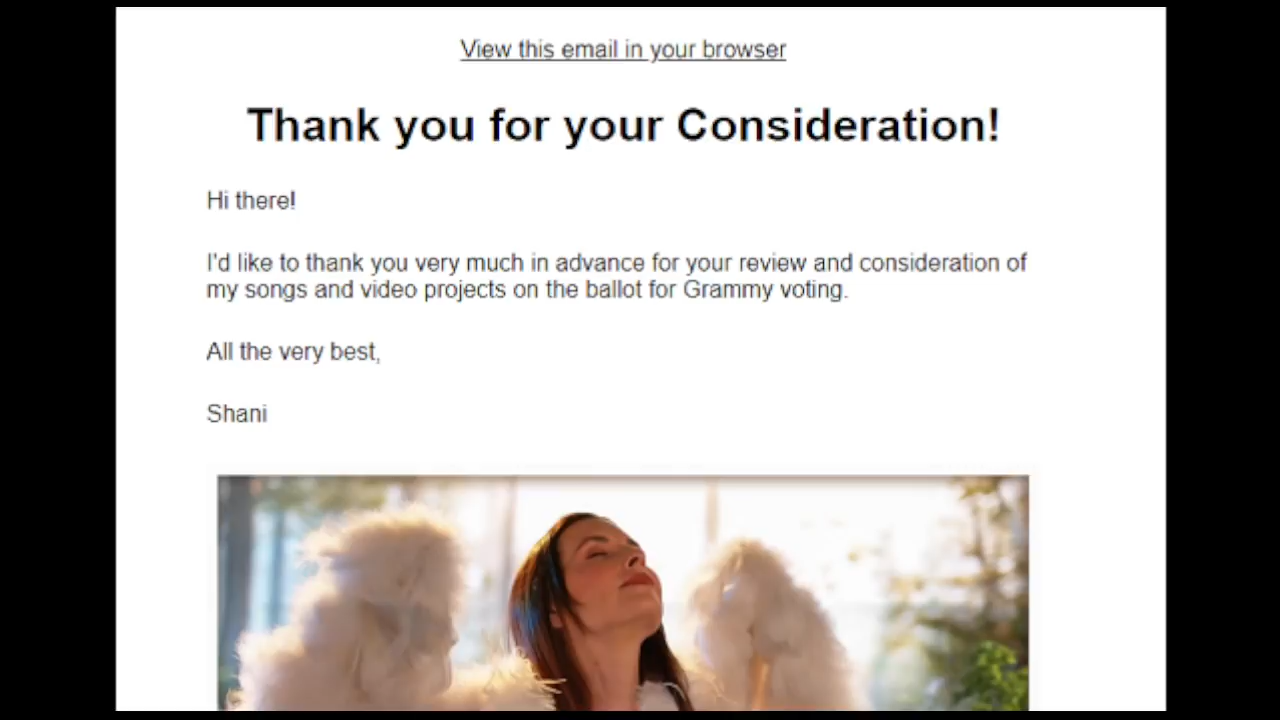 View this email in your browser
Thank you for your Consideration!
Hi there!
I'd like to thank you very much in advance for your review and consideration of
my songs and video projects on the ballot for Grammy voting.
All the very best,
Shani